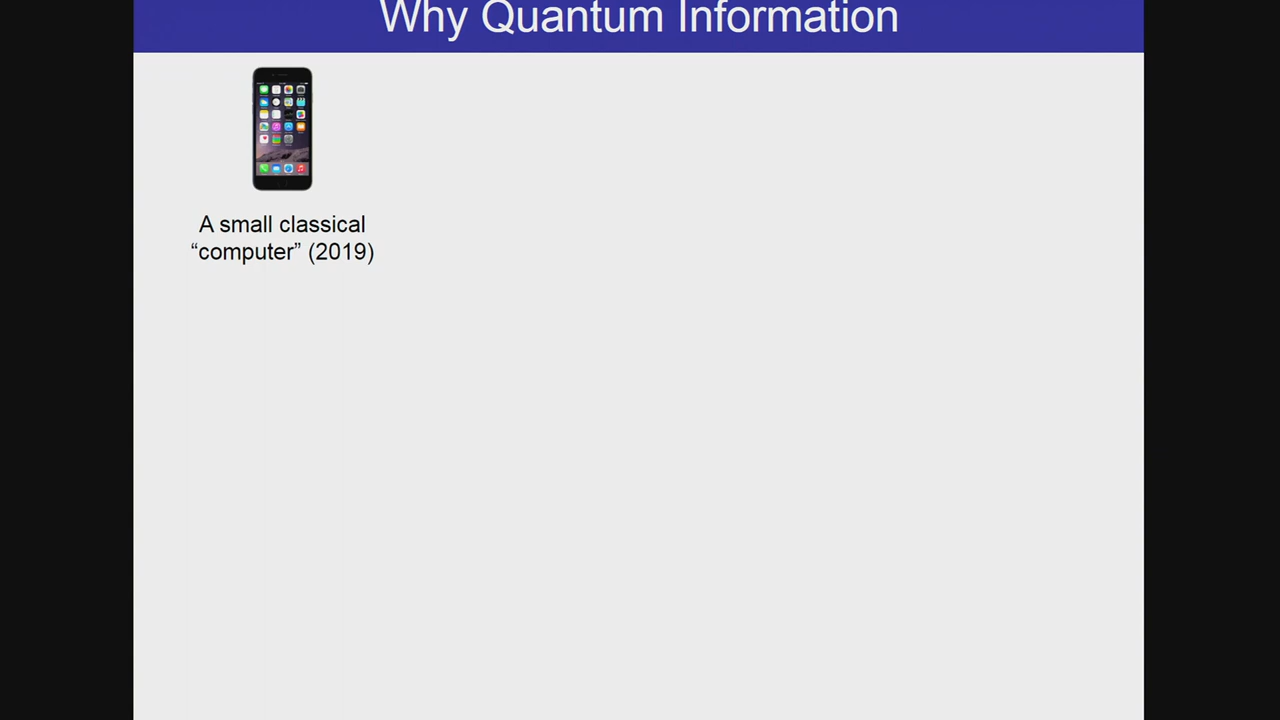 Why Quantum Information
A small classical
“computer” (2019)